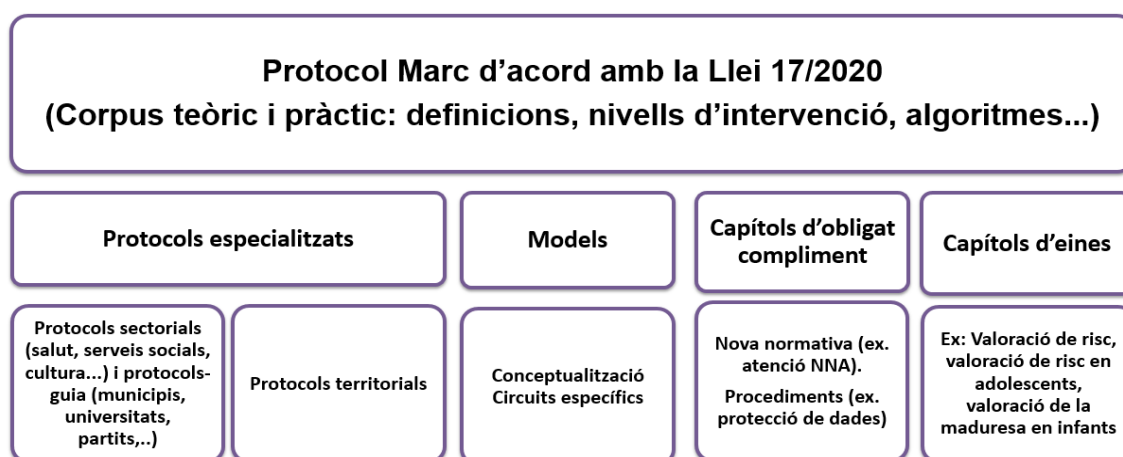 Protocol Marc d’acord amb la Llei 17/2020
(Corpus teòric i pràctic: definicions, nivells d’intervenció, algoritmes...)
Protocols especialitzats
Models
Capítols d’obligat
compliment
Capítols d’eines
Protocols sectorials
(salut, serveis socials,
cultura...) i protocols-
guia (municipis,
universitats,
partits,..)
Protocols territorials
Conceptualització
Circuits específics
Nova normativa (ex.
atenció NNA).
Procediments (ex.
protecció de dades)
Ex: Valoració de risc,
valoració de risc en
adolescents,
valoració de la
maduresa en infants